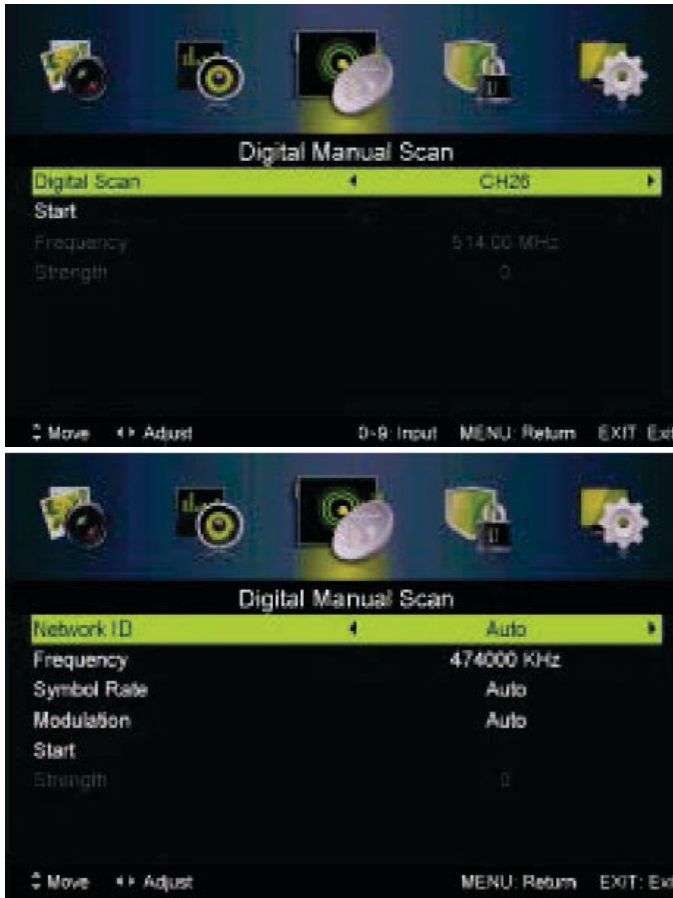 Digital Manual Scan
Digital Scan CH26
Start
Frequency 514.00 MHz
Strength 0
Move Adjust 0-9: Input MENU: Return EXIT: Exit
Digital Manual Scan
Network ID Auto
Frequency 474000 KHz
Symbol Rate Auto
Modulation Auto
Start
Strength 0
Move Adjust MENU: Return EXIT: Exit